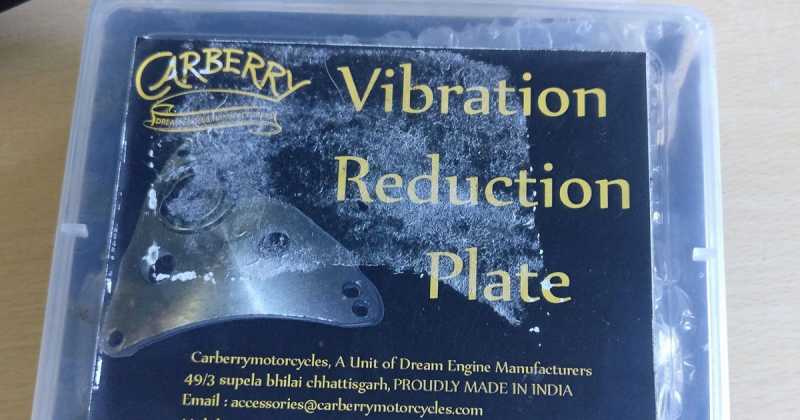 CARBERRY
Vibration
Reduction
Plate
Carberrymotorcycles, A Unit of Dream Engine Manufacturers
49/3 supela bhilai chhattisgarh, PROUDLY MADE IN INDIA
Email : accessories@carberrymotorcycles.com